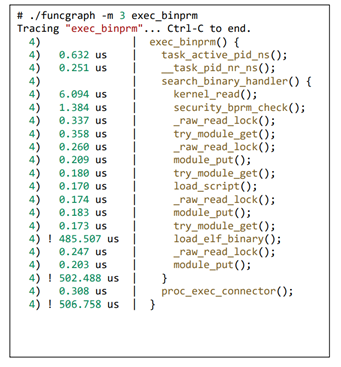 # ./funcgraph -m 3 exec_binprm
Tracing "exec_binprm"... Ctrl-C to end.
4)               |  exec_binprm() {
4)   0.632 us    |    task_active_pid_ns();
4)   0.251 us    |    __task_pid_nr_ns();
4)               |    search_binary_handler() {
4)   6.094 us    |      kernel_read();
4)   1.384 us    |      security_bprm_check();
4)   0.337 us    |      _raw_read_lock();
4)   0.358 us    |      try_module_get();
4)   0.260 us    |      _raw_read_lock();
4)   0.209 us    |      module_put();
4)   0.180 us    |      try_module_get();
4)   0.170 us    |      load_script();
4)   0.174 us    |      _raw_read_lock();
4)   0.183 us    |      module_put();
4)   0.173 us    |      try_module_get();
4) ! 485.507 us  |      load_elf_binary();
4)   0.247 us    |      _raw_read_lock();
4)   0.203 us    |      module_put();
4) ! 502.488 us  |    }
4)   0.308 us    |    proc_exec_connector();
4) ! 506.758 us  |  }